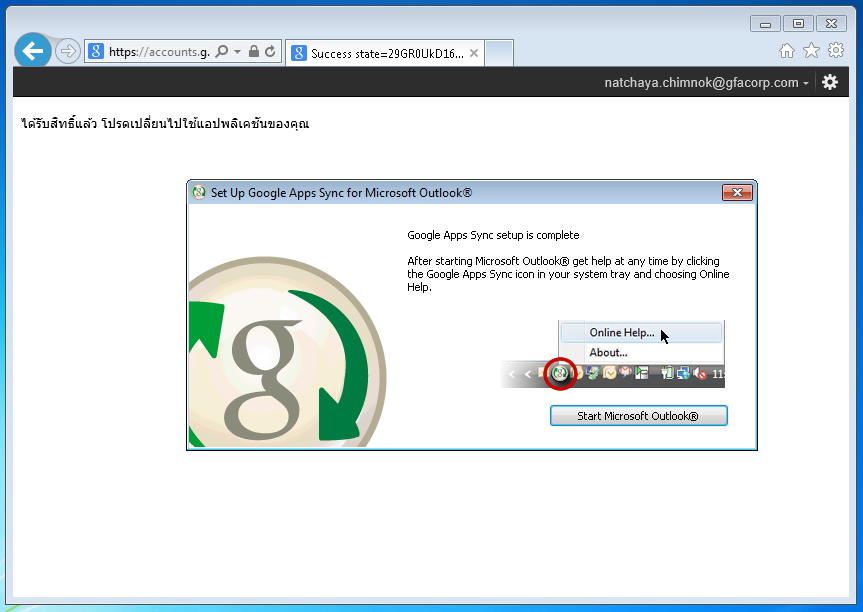 https://accounts.g.
Success state=29GR0UkD16...
natchaya.chimnok@gfacorp.com
ได้รับสิทธิ์แล้ว โปรดเปลี่ยนไปใช้แอปพลิเคชันของคุณ
Set Up Google Apps Sync for Microsoft Outlook®
Google Apps Sync setup is complete
After starting Microsoft Outlook® get help at any time by clicking
the Google Apps Sync icon in your system tray and choosing Online
Help.
Online Help...
About...
11:
g
Start Microsoft Outlook®